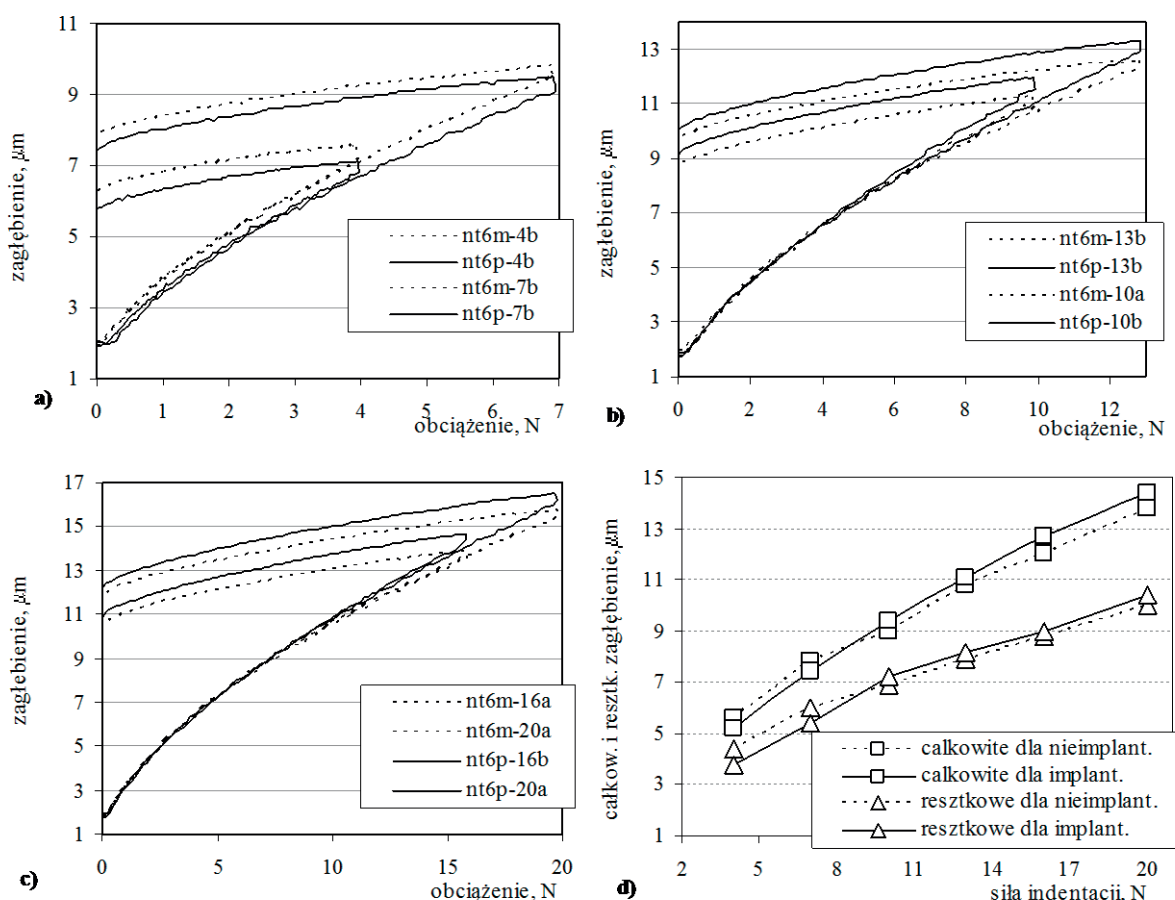 11
9
7
5
3
1
zagłębienie, µm
nt6m-4b
nt6p-4b
nt6m-7b
nt6p-7b
0 1 2 3 4 5 6 7
obciążenie, N
a)
13
11
9
7
5
3
1
zagłębienie, µm
nt6m-13b
nt6p-13b
nt6m-10a
nt6p-10b
0 2 4 6 8 10 12
obciążenie, N
b)
17
15
13
11
9
7
5
3
1
zagłębienie, µm
nt6m-16a
nt6m-20a
nt6p-16b
nt6p-20a
0 5 10 15 20
obciążenie, N
c)
15
13
11
9
7
5
3
1
całkow. i resztk. zagłębienie, µm
całkowite dla nieimplant.
całkowite dla implant.
resztkowe dla nieimplant.
resztkowe dla implant.
2 5 8 11 14 17 20
siła indentacji, N
d)